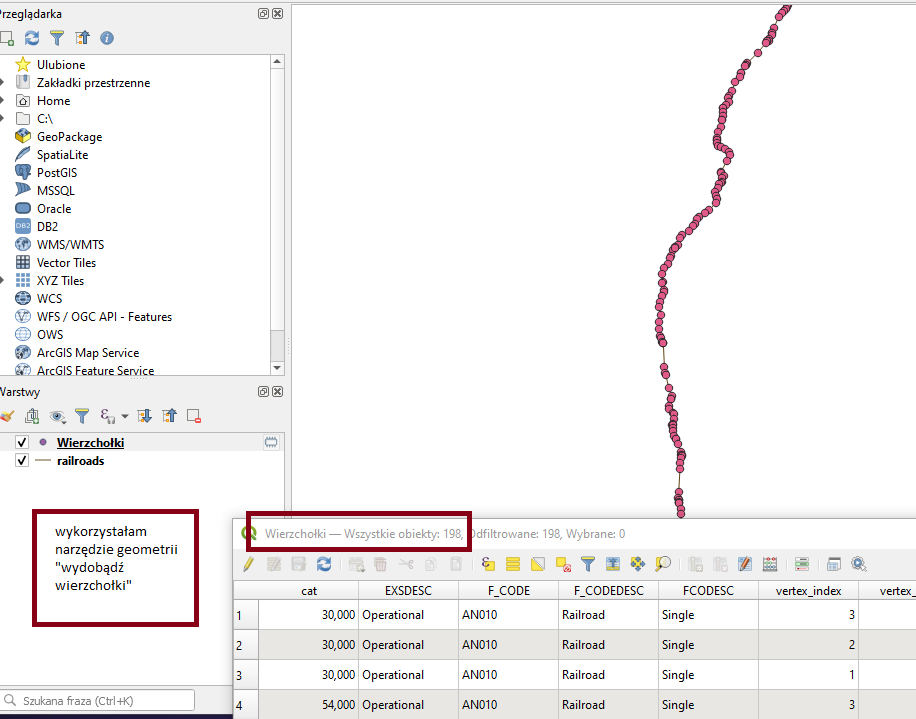 Przeglądarka
Ulubione
Zakładki przestrzenne
Home
C:\
GeoPackage
SpatiaLite
PostGIS
MSSQL
Oracle
DB2
WMS/WMTS
Vector Tiles
XYZ Tiles
WCS
WFS / OGC API - Features
OWS
ArcGIS Map Service
ArcGIS Feature Service
Warstwy
Wierzchołki
railroads
wykorzystałam
narzędzie geometrii
"wydobądź
wierzchołki"
Wierzchołki — Wszystkie obiekty: 198, Odfiltrowane: 198, Wybrane: 0
cat EXSDESC F_CODE F_CODEDESC FCODESC vertex_index vertex_
1 30,000 Operational AN010 Railroad Single 3
2 30,000 Operational AN010 Railroad Single 2
3 30,000 Operational AN010 Railroad Single 1
4 54,000 Operational AN010 Railroad Single 3
Szukana fraza (Ctrl+K)